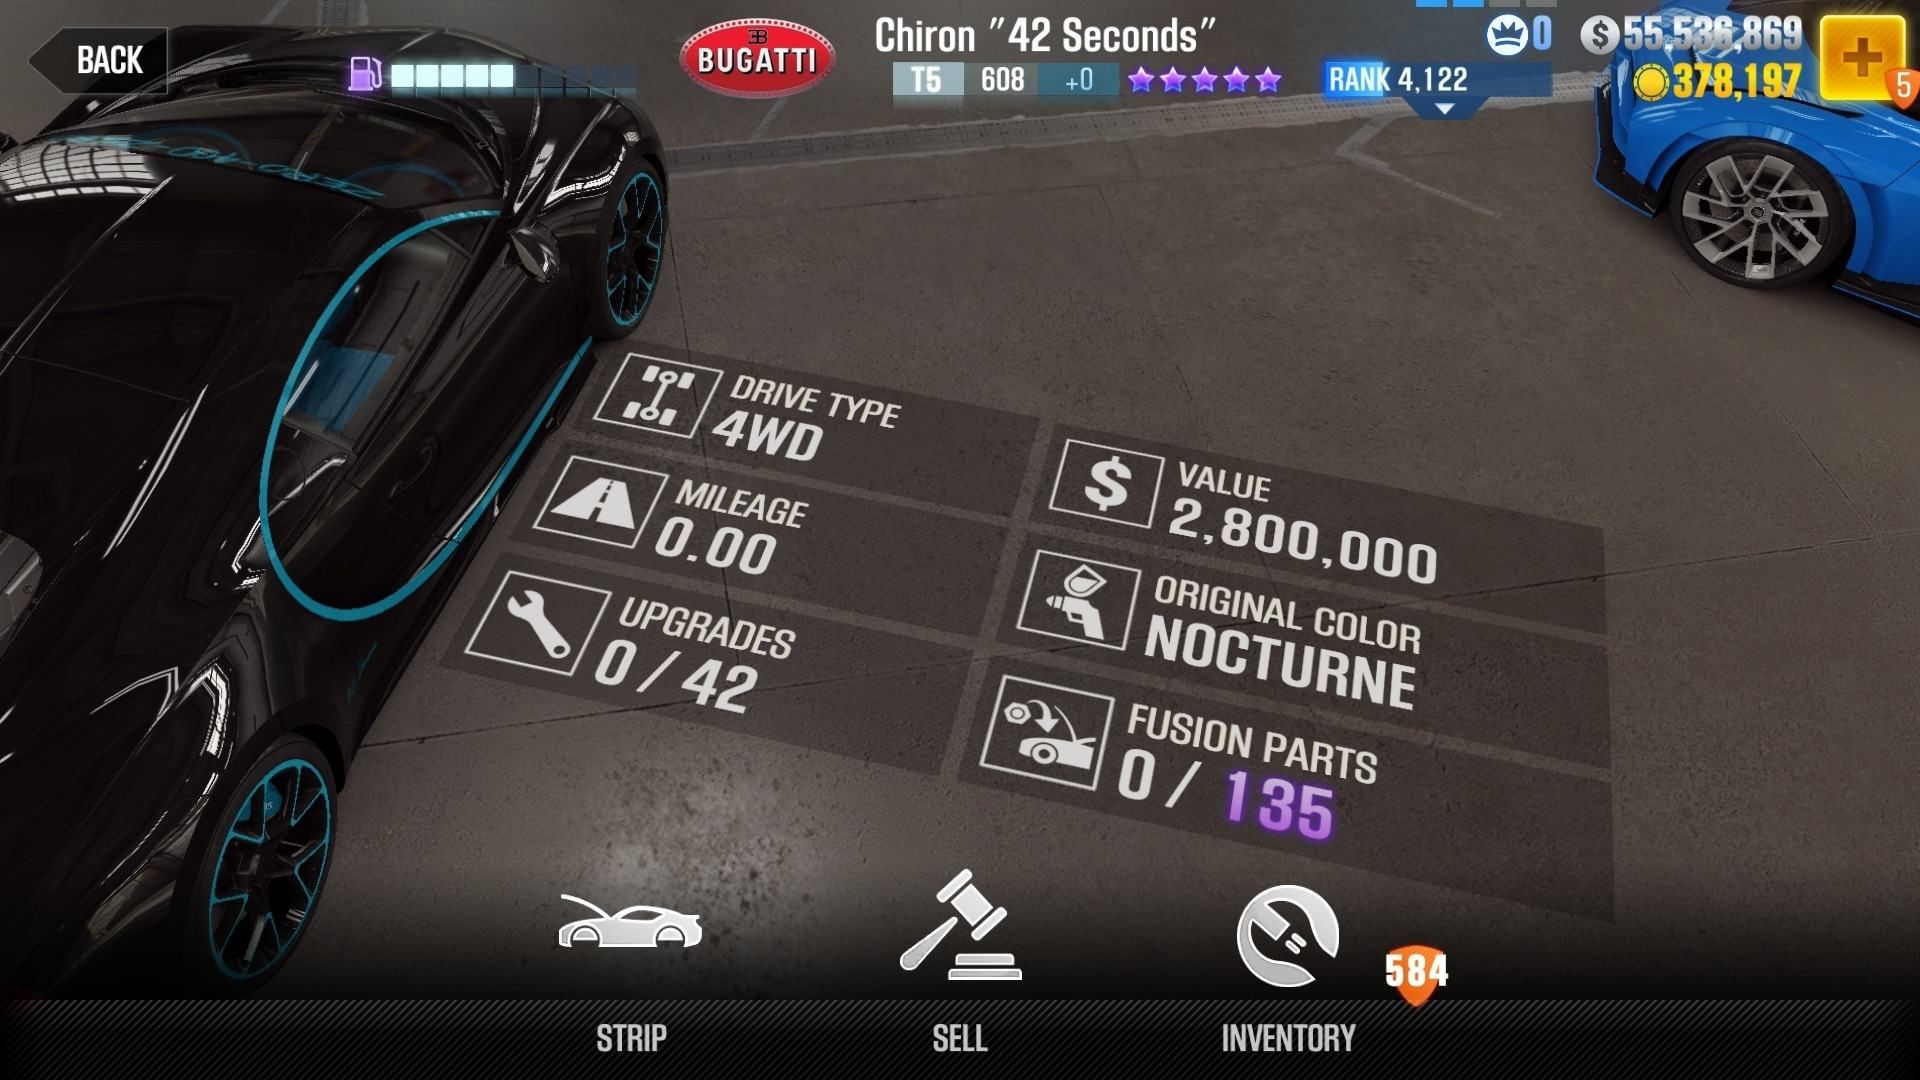 BACK
EB
BUGATTI
Chiron "42 Seconds"
T5 608 +0
RANK 4,122
0
$ 55,536,869
378,197
5
DRIVE TYPE
4WD
MILEAGE
0.00
UPGRADES
0 / 42
$ VALUE
2,800,000
ORIGINAL COLOR
NOCTURNE
FUSION PARTS
0 / 135
584
STRIP
SELL
INVENTORY